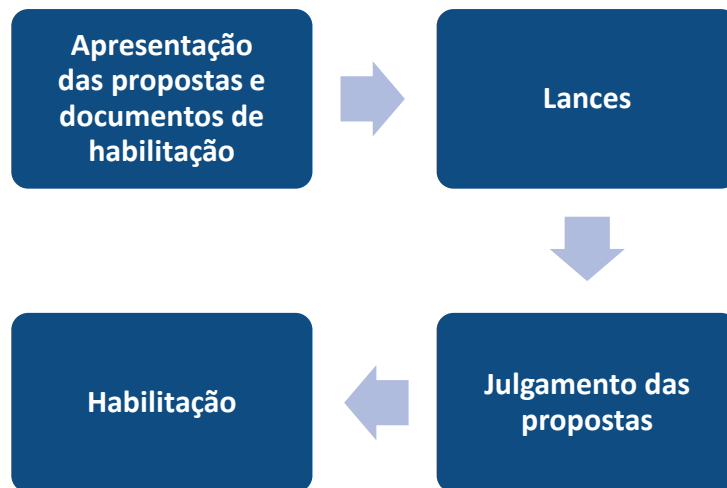 Apresentação
das propostas e
documentos de
habilitação
Lances
Julgamento das
propostas
Habilitação